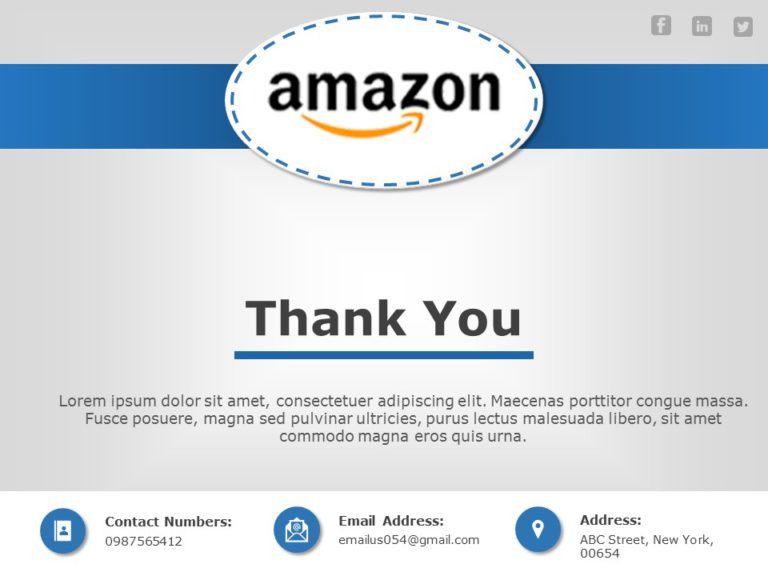 amazon
Thank You
Lorem ipsum dolor sit amet, consectetuer adipiscing elit. Maecenas porttitor congue massa.
Fusce posuere, magna sed pulvinar ultricies, purus lectus malesuada libero, sit amet
commodo magna eros quis urna.
Contact Numbers:
0987565412
Email Address:
emailus054@gmail.com
Address:
ABC Street, New York,
00654